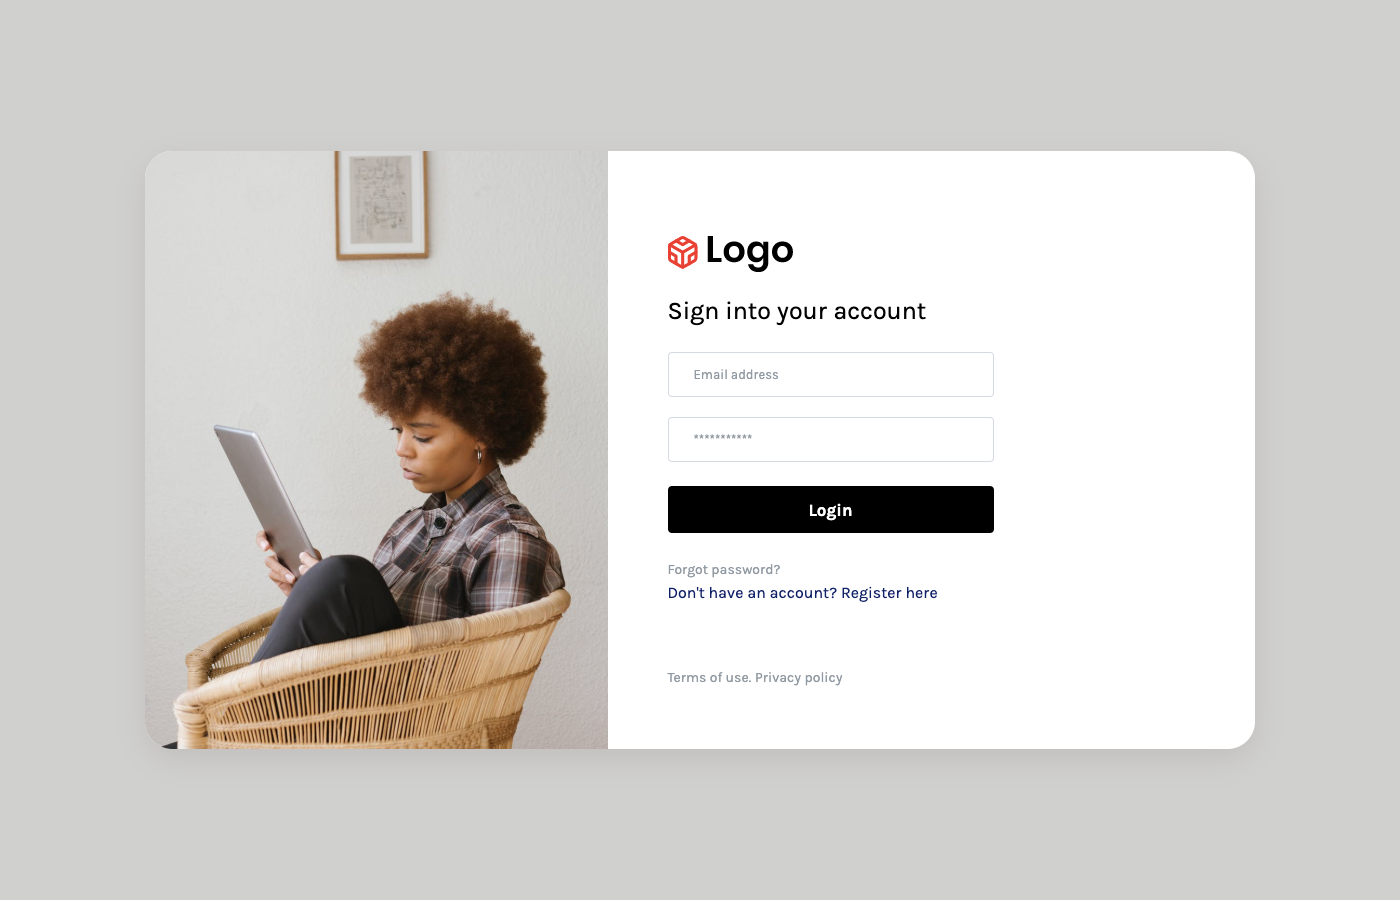 Logo
Sign into your account
Email address
***********
Login
Forgot password?
Don't have an account? Register here
Terms of use. Privacy policy